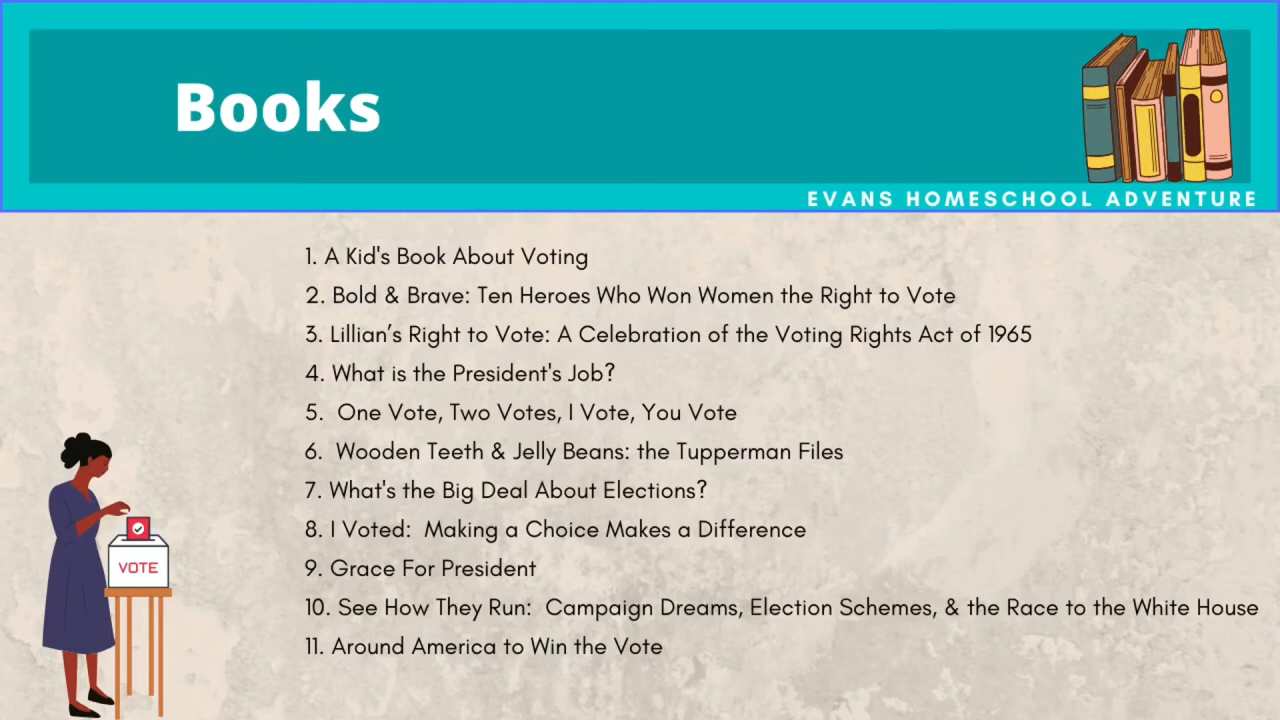 Books
EVANS HOMESCHOOL ADVENTURE
1. A Kid's Book About Voting
2. Bold & Brave: Ten Heroes Who Won Women the Right to Vote
3. Lillian’s Right to Vote: A Celebration of the Voting Rights Act of 1965
4. What is the President's Job?
5.  One Vote, Two Votes, I Vote, You Vote
6.  Wooden Teeth & Jelly Beans: the Tupperman Files
7. What's the Big Deal About Elections?
8. I Voted:  Making a Choice Makes a Difference
9. Grace For President
10. See How They Run:  Campaign Dreams, Election Schemes, & the Race to the White House
11. Around America to Win the Vote
VOTE